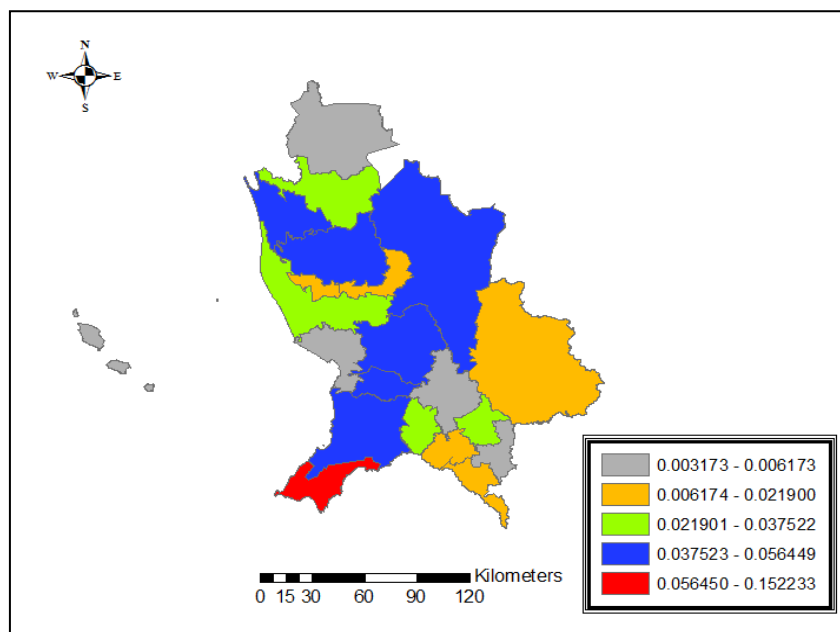 N
W E
S
0.003173 - 0.006173
0.006174 - 0.021900
0.021901 - 0.037522
0.037523 - 0.056449
0.056450 - 0.152233
Kilometers
0 15 30 60 90 120